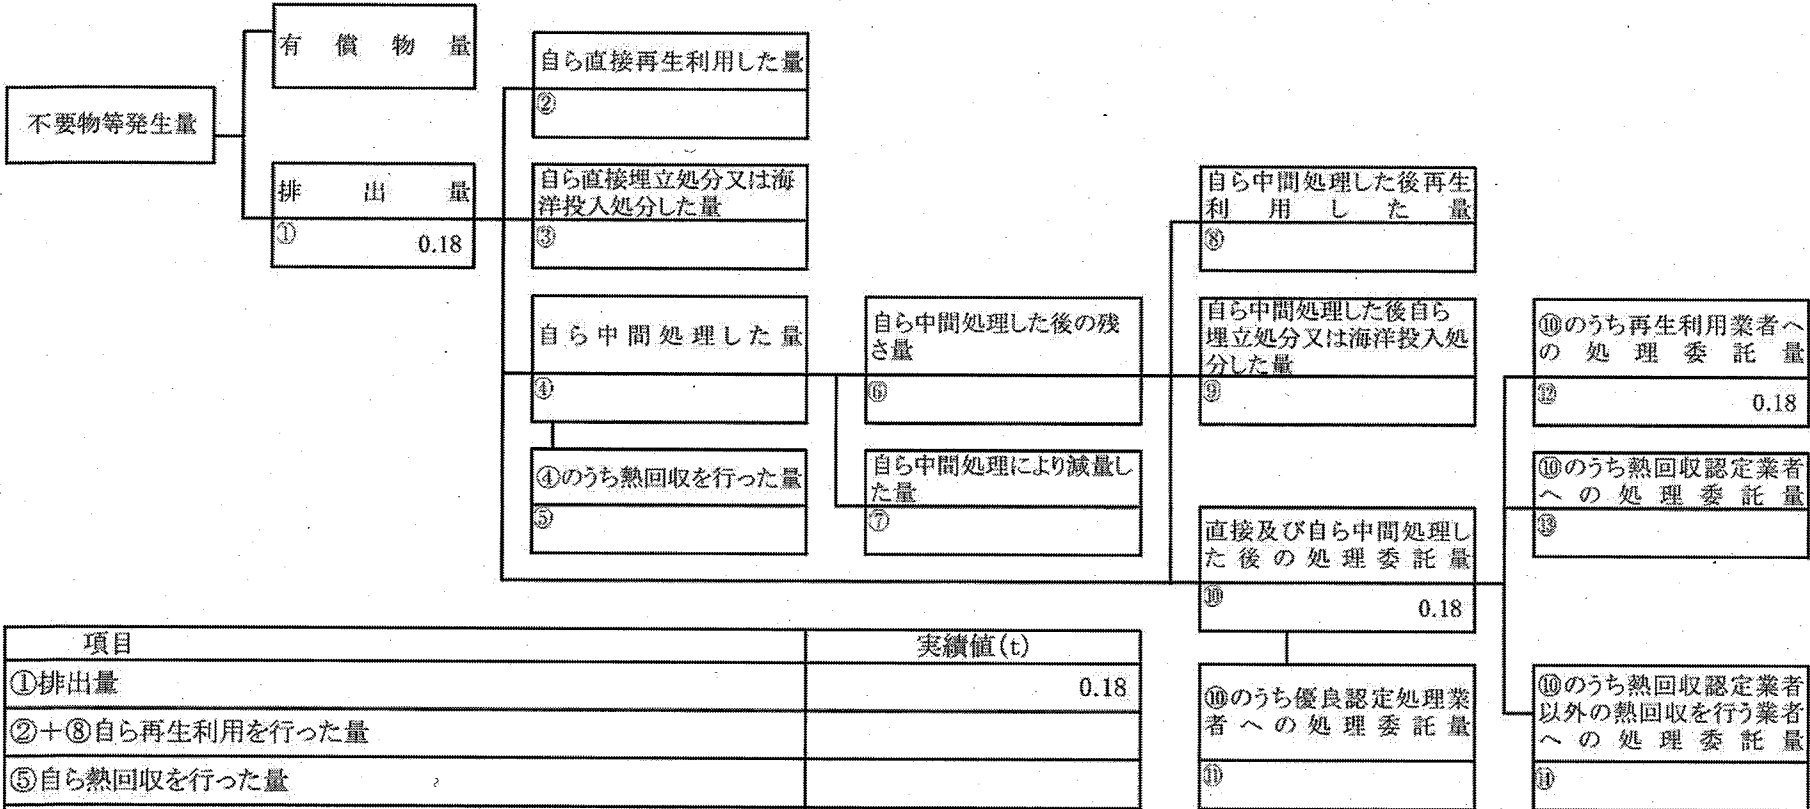 不要物等発生量
有償物量
排出量
① 0.18
自ら直接再生利用した量
②
自ら直接埋立処分又は海
洋投入処分した量
③
自ら中間処理した量
④
④のうち熱回収を行った量
⑤
自ら中間処理した後の残
さ量
⑥
自ら中間処理により減量し
た量
⑦
自ら中間処理した後再生
利用した量
⑧
自ら中間処理した後自ら
埋立処分又は海洋投入処
分した量
⑨
直接及び自ら中間処理し
た後の処理委託量
⑩ 0.18
⑩のうち優良認定処理業
者への処理委託量
⑪
⑩のうち再生利用業者へ
の処理委託量
⑫ 0.18
⑩のうち熱回収認定業者
への処理委託量
⑬
⑩のうち熱回収認定業者
以外の熱回収を行う業者
への処理委託量
⑭
項目 実績値(t)
①排出量 0.18
②+⑧自ら再生利用を行った量
⑤自ら熱回収を行った量